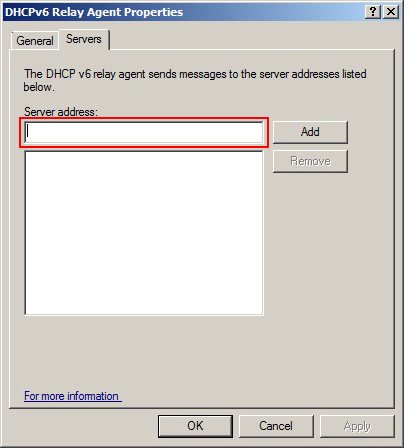 DHCPv6 Relay Agent Properties
General
Servers
The DHCP v6 relay agent sends messages to the server addresses listed
below.
Server address:
Add
Remove
For more information
OK
Cancel
Apply